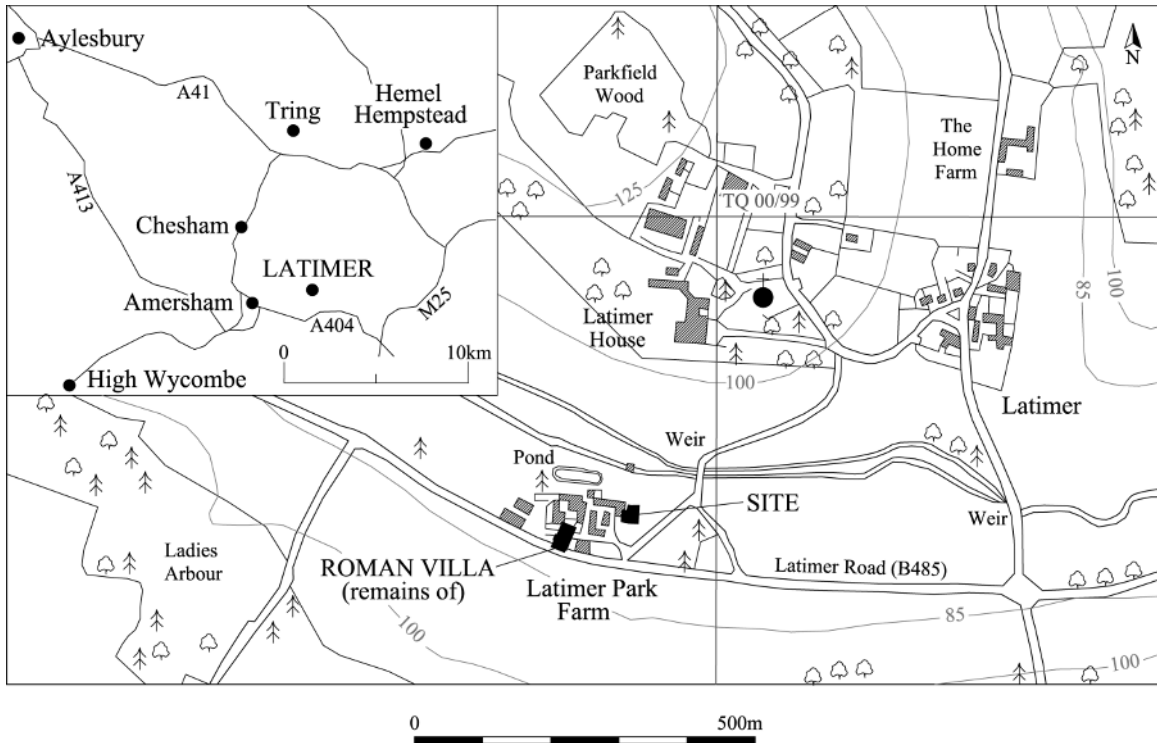 Aylesbury
A41
Tring
Hemel
Hempstead
A413
Chesham
LATIMER
Amersham
A404
M25
0
10km
High Wycombe
Parkfield
Wood
N
The
Home
Farm
125
TQ 00/99
100
85
Latimer
House
100
Latimer
Weir
Pond
SITE
Weir
Ladies
Arbour
ROMAN VILLA
(remains of)
Latimer Park
Farm
Latimer Road (B485)
100
85
100
0
500m